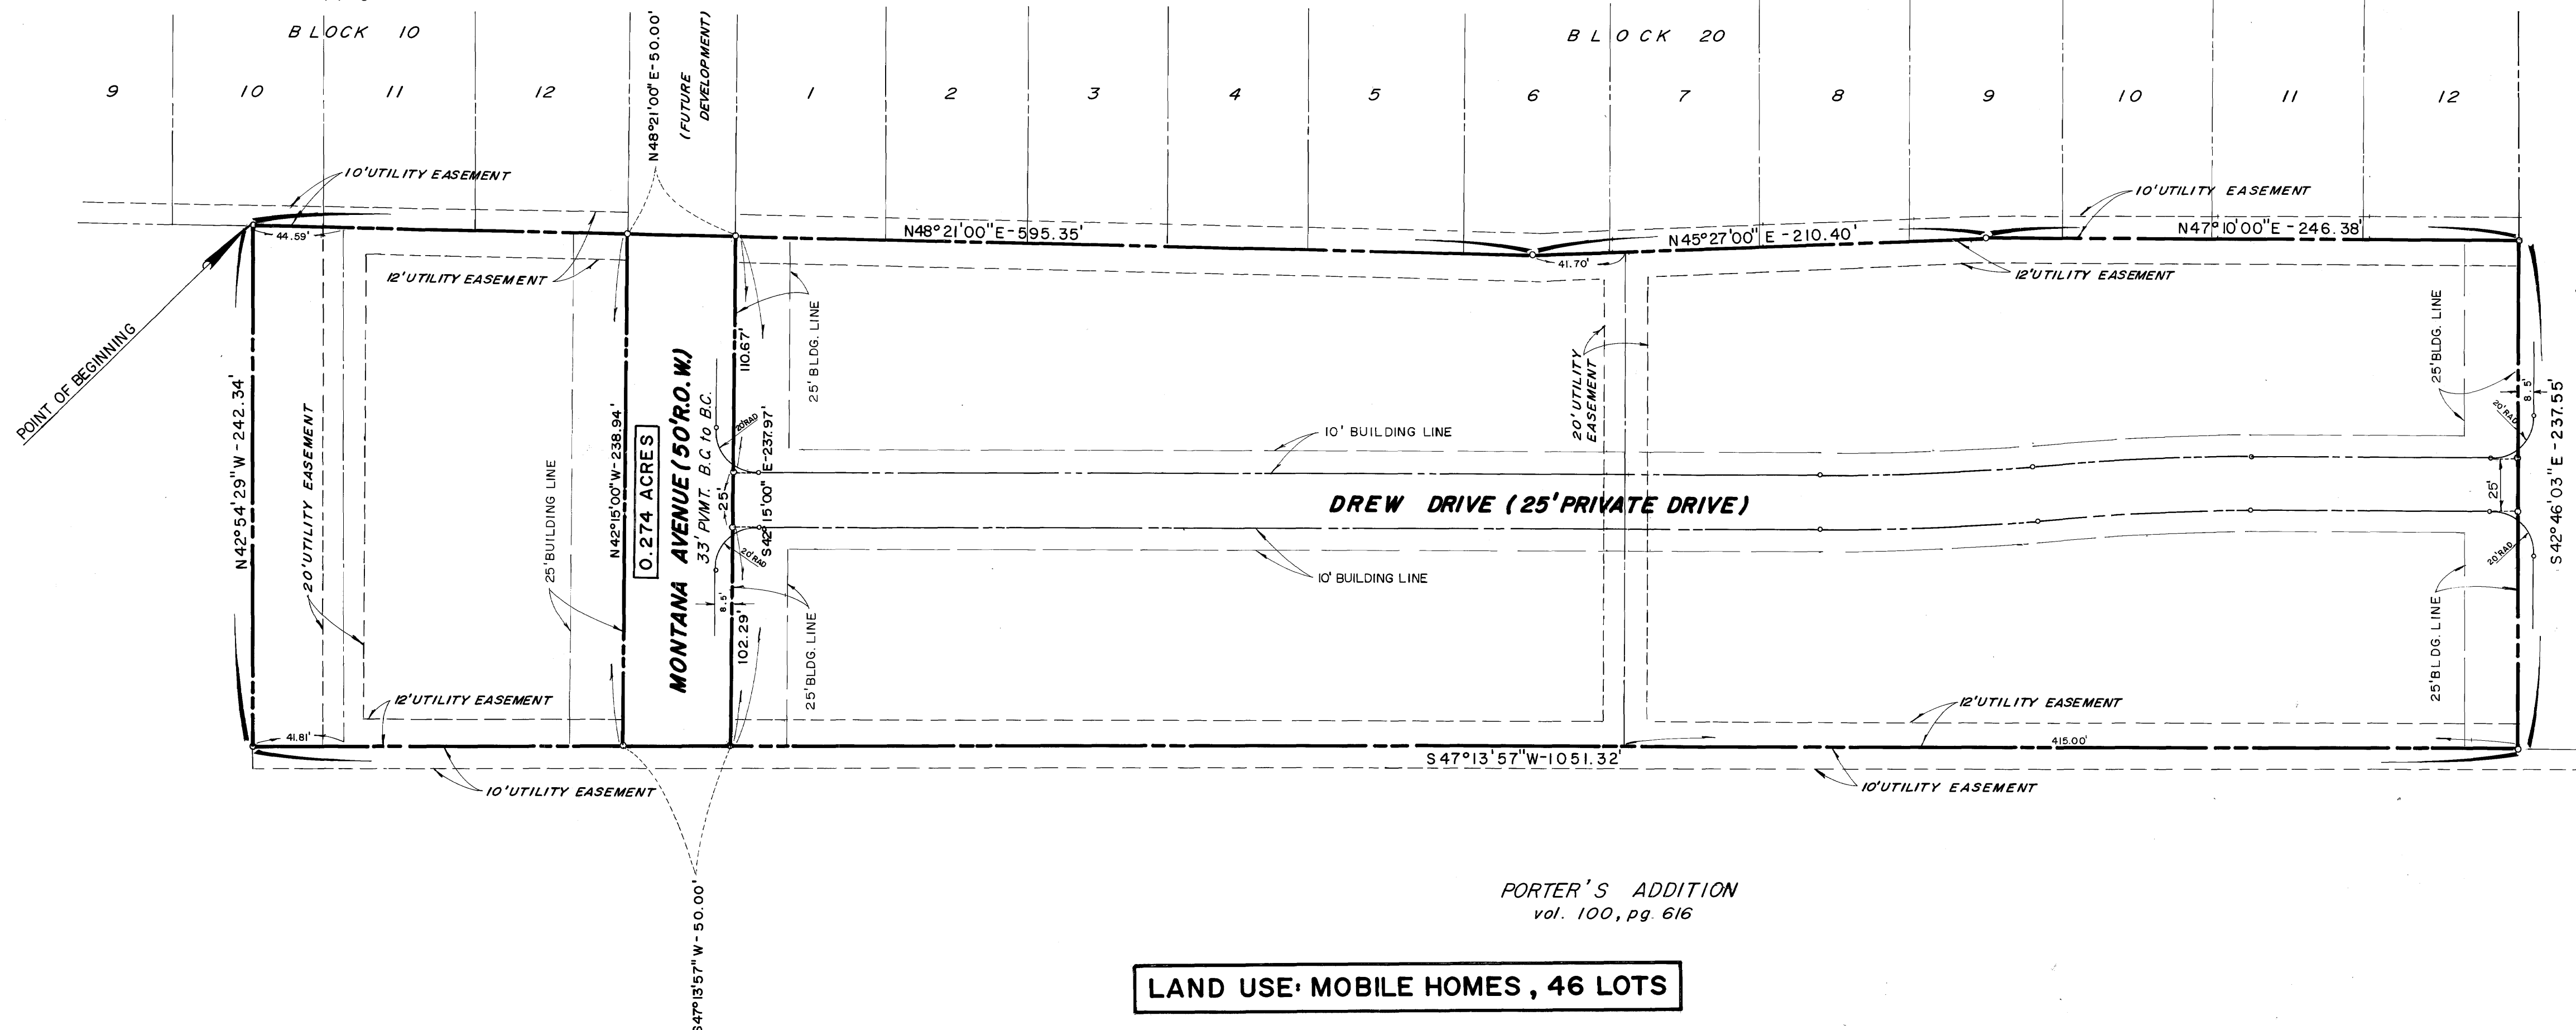 BLOCK 10
BLOCK 20
9
10
11
12
N48°21'00"E-50.00'
(FUTURE
DEVELOPMENT)
1
2
3
4
5
6
7
8
9
10
11
12
10'UTILITY EASEMENT
10'UTILITY EASEMENT
44.59'
N48°21'00"E-595.35'
N45°27'00"E-210.40'
N47°10'00"E-246.38'
41.70'
12'UTILITY EASEMENT
12'UTILITY EASEMENT
POINT OF BEGINNING
N42°54'29"W-242.34'
20'UTILITY EASEMENT
25'BUILDING LINE
N42°15'00"W-238.94'
0.274 ACRES
MONTANA AVENUE(50'R.O.W.)
33' PVMT. B.C. to B.C.
110.67'
25' BLDG. LINE
20'RAD
25'
S42°15'00"E-237.97'
20'RAD
8.5'
102.29'
25'BLDG. LINE
10' BUILDING LINE
DREW DRIVE (25'PRIVATE DRIVE)
10' BUILDING LINE
20'UTILITY
EASEMENT
25'BLDG. LINE
8.5'
20'RAD
25'
20'RAD
S42°46'03"E-237.55'
25'BLDG. LINE
12'UTILITY EASEMENT
12'UTILITY EASEMENT
41.81'
415.00'
S47°13'57"W-1051.32'
10'UTILITY EASEMENT
10'UTILITY EASEMENT
S47°13'57"W-50.00'
PORTER'S ADDITION
vol. 100, pg. 616
LAND USE: MOBILE HOMES, 46 LOTS